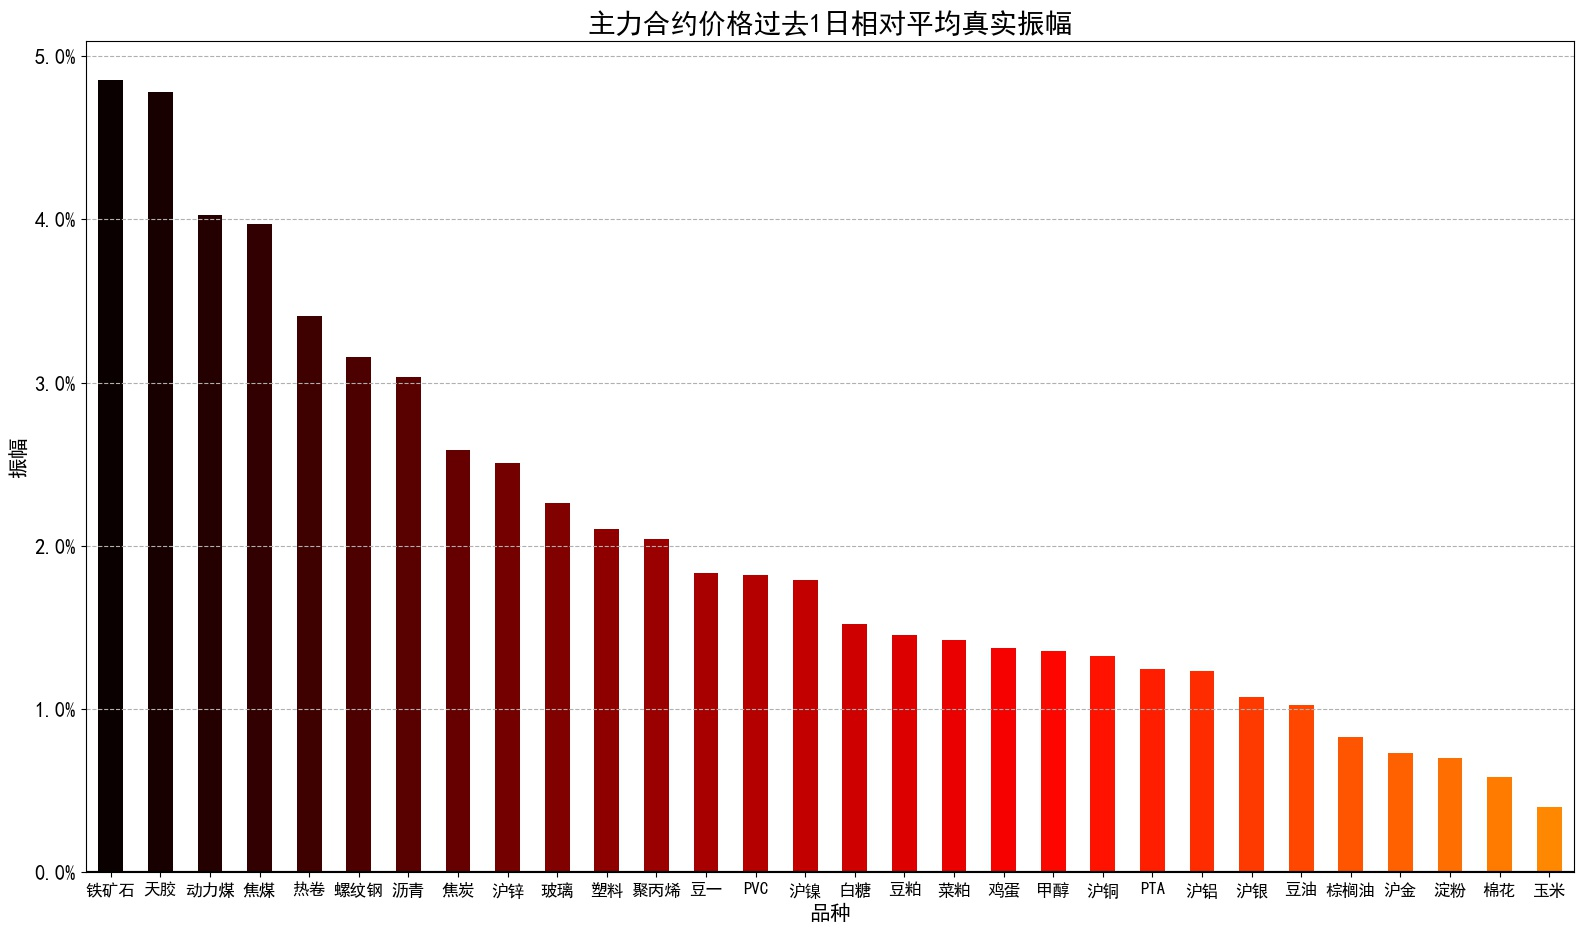 主力合约价格过去1日相对平均真实振幅
5.0%
4.0%
3.0%
2.0%
1.0%
0.0%
振幅
铁矿石 天胶 动力煤 焦煤 热卷 螺纹钢 沥青 焦炭 沪锌 玻璃 塑料 聚丙烯 豆一 PVC 沪镍 白糖 豆粕 菜粕 鸡蛋 甲醇 沪铜 PTA 沪铝 沪银 豆油 棕榈油 沪金 淀粉 棉花 玉米
品种